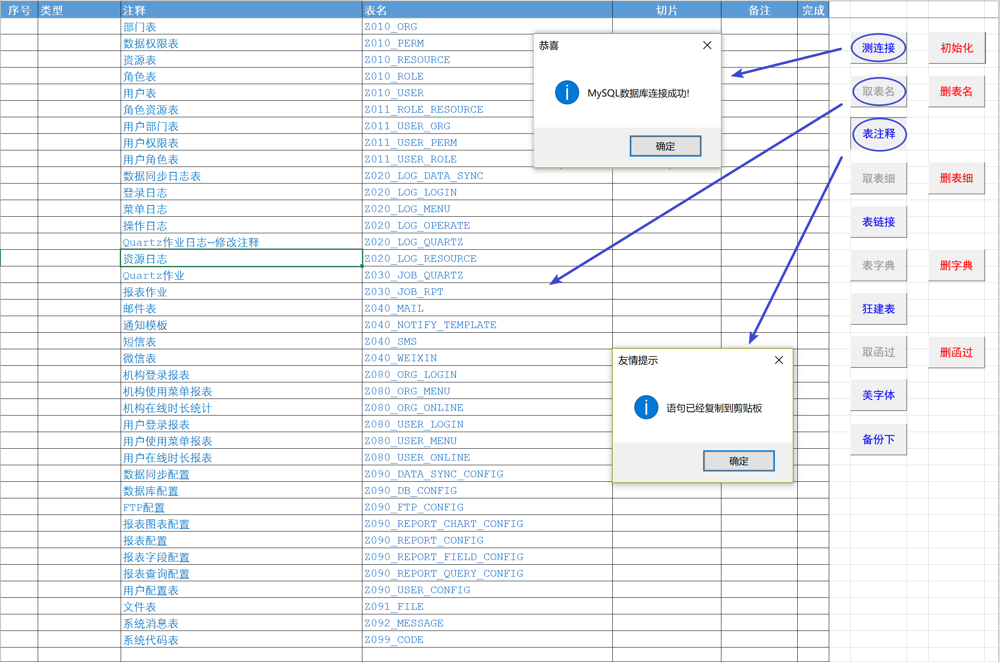 序号 类型 注释 表名 切片 备注 完成
部门表 Z010_ORG
数据权限表 Z010_PERM
资源表 Z010_RESOURCE
角色表 Z010_ROLE
用户表 Z010_USER
角色资源表 Z011_ROLE_RESOURCE
用户部门表 Z011_USER_ORG
用户权限表 Z011_USER_PERM
用户角色表 Z011_USER_ROLE
数据同步日志表 Z020_LOG_DATA_SYNC
登录日志 Z020_LOG_LOGIN
菜单日志 Z020_LOG_MENU
操作日志 Z020_LOG_OPERATE
Quartz作业日志--修改注释 Z020_LOG_QUARTZ
资源日志 Z020_LOG_RESOURCE
Quartz作业 Z030_JOB_QUARTZ
报表作业 Z030_JOB_RPT
邮件表 Z040_MAIL
通知模板 Z040_NOTIFY_TEMPLATE
短信表 Z040_SMS
微信表 Z040_WEIXIN
机构登录报表 Z080_ORG_LOGIN
机构使用菜单报表 Z080_ORG_MENU
机构在线时长统计 Z080_ORG_ONLINE
用户登录报表 Z080_USER_LOGIN
用户使用菜单报表 Z080_USER_MENU
用户在线时长报表 Z080_USER_ONLINE
数据同步配置 Z090_DATA_SYNC_CONFIG
数据库配置 Z090_DB_CONFIG
FTP配置 Z090_FTP_CONFIG
报表图表配置 Z090_REPORT_CHART_CONFIG
报表配置 Z090_REPORT_CONFIG
报表字段配置 Z090_REPORT_FIELD_CONFIG
报表查询配置 Z090_REPORT_QUERY_CONFIG
用户配置表 Z090_USER_CONFIG
文件表 Z091_FILE
系统消息表 Z092_MESSAGE
系统代码表 Z099_CODE
恭喜
MySQL数据库连接成功!
确定
友情提示
语句已经复制到剪贴板
确定
测连接 初始化
取表名 删表名
表注释
取表细 删表细
表链接
表字典 删字典
狂建表
取函过 删函过
美字体
备份下